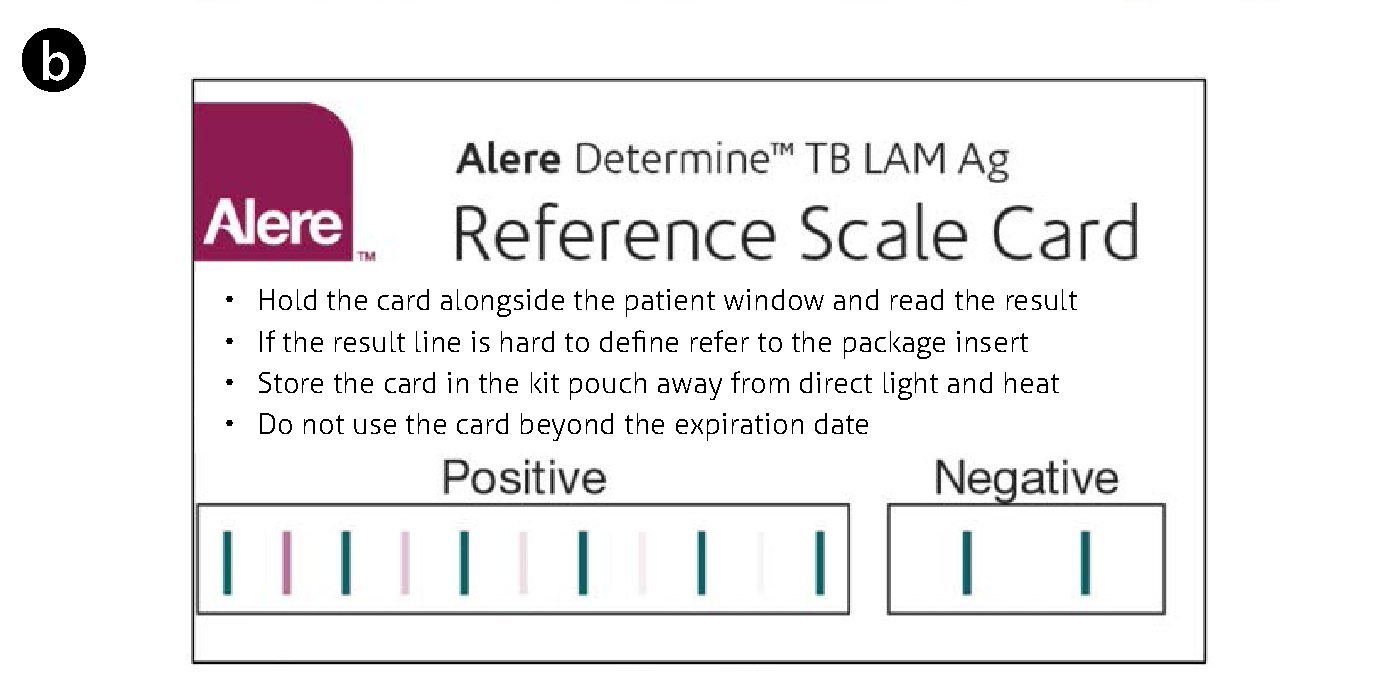 b
Alere™
Alere Determine™ TB LAM Ag
Reference Scale Card
• Hold the card alongside the patient window and read the result
• If the result line is hard to define refer to the package insert
• Store the card in the kit pouch away from direct light and heat
• Do not use the card beyond the expiration date
Positive
Negative